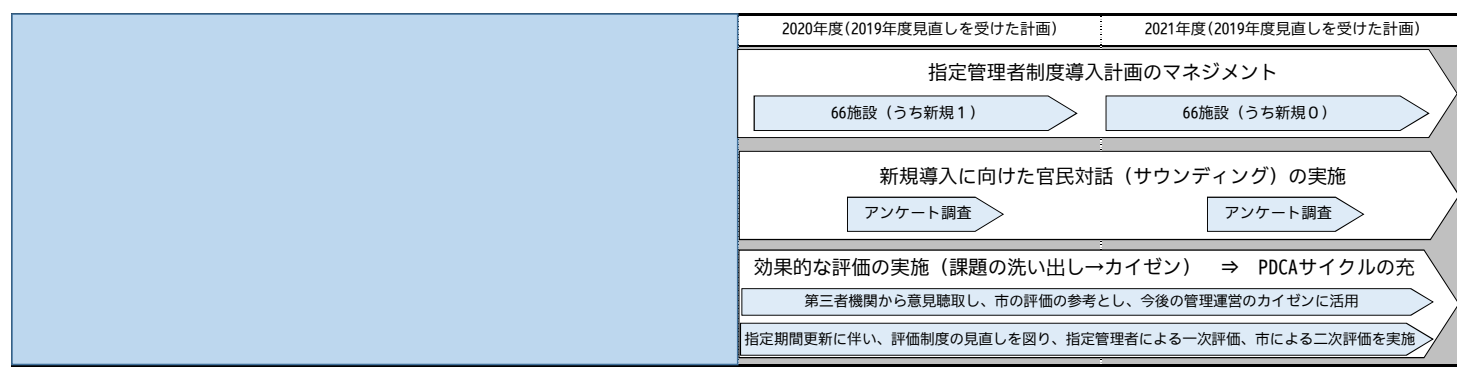 2020年度(2019年度見直しを受けた計画)
2021年度(2019年度見直しを受けた計画)
指定管理者制度導入計画のマネジメント
66施設（うち新規１）
66施設（うち新規０）
新規導入に向けた官民対話（サウンディング）の実施
アンケート調査
アンケート調査
効果的な評価の実施（課題の洗い出し→カイゼン）　⇒　PDCAサイクルの充
第三者機関から意見聴取し、市の評価の参考とし、今後の管理運営のカイゼンに活用
指定期間更新に伴い、評価制度の見直しを図り、指定管理者による一次評価、市による二次評価を実施